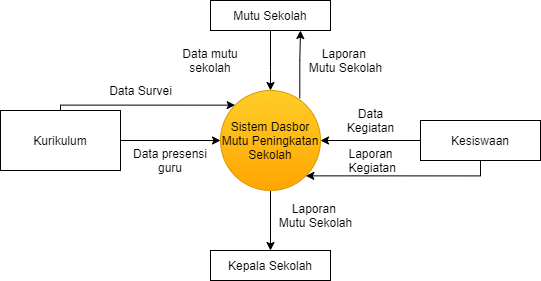 Mutu Sekolah
Data mutu
sekolah
Laporan
Mutu Sekolah
Data Survei
Kurikulum
Data presensi
guru
Sistem Dasbor
Mutu Peningkatan
Sekolah
Data
Kegiatan
Laporan
Kegiatan
Kesiswaan
Laporan
Mutu Sekolah
Kepala Sekolah